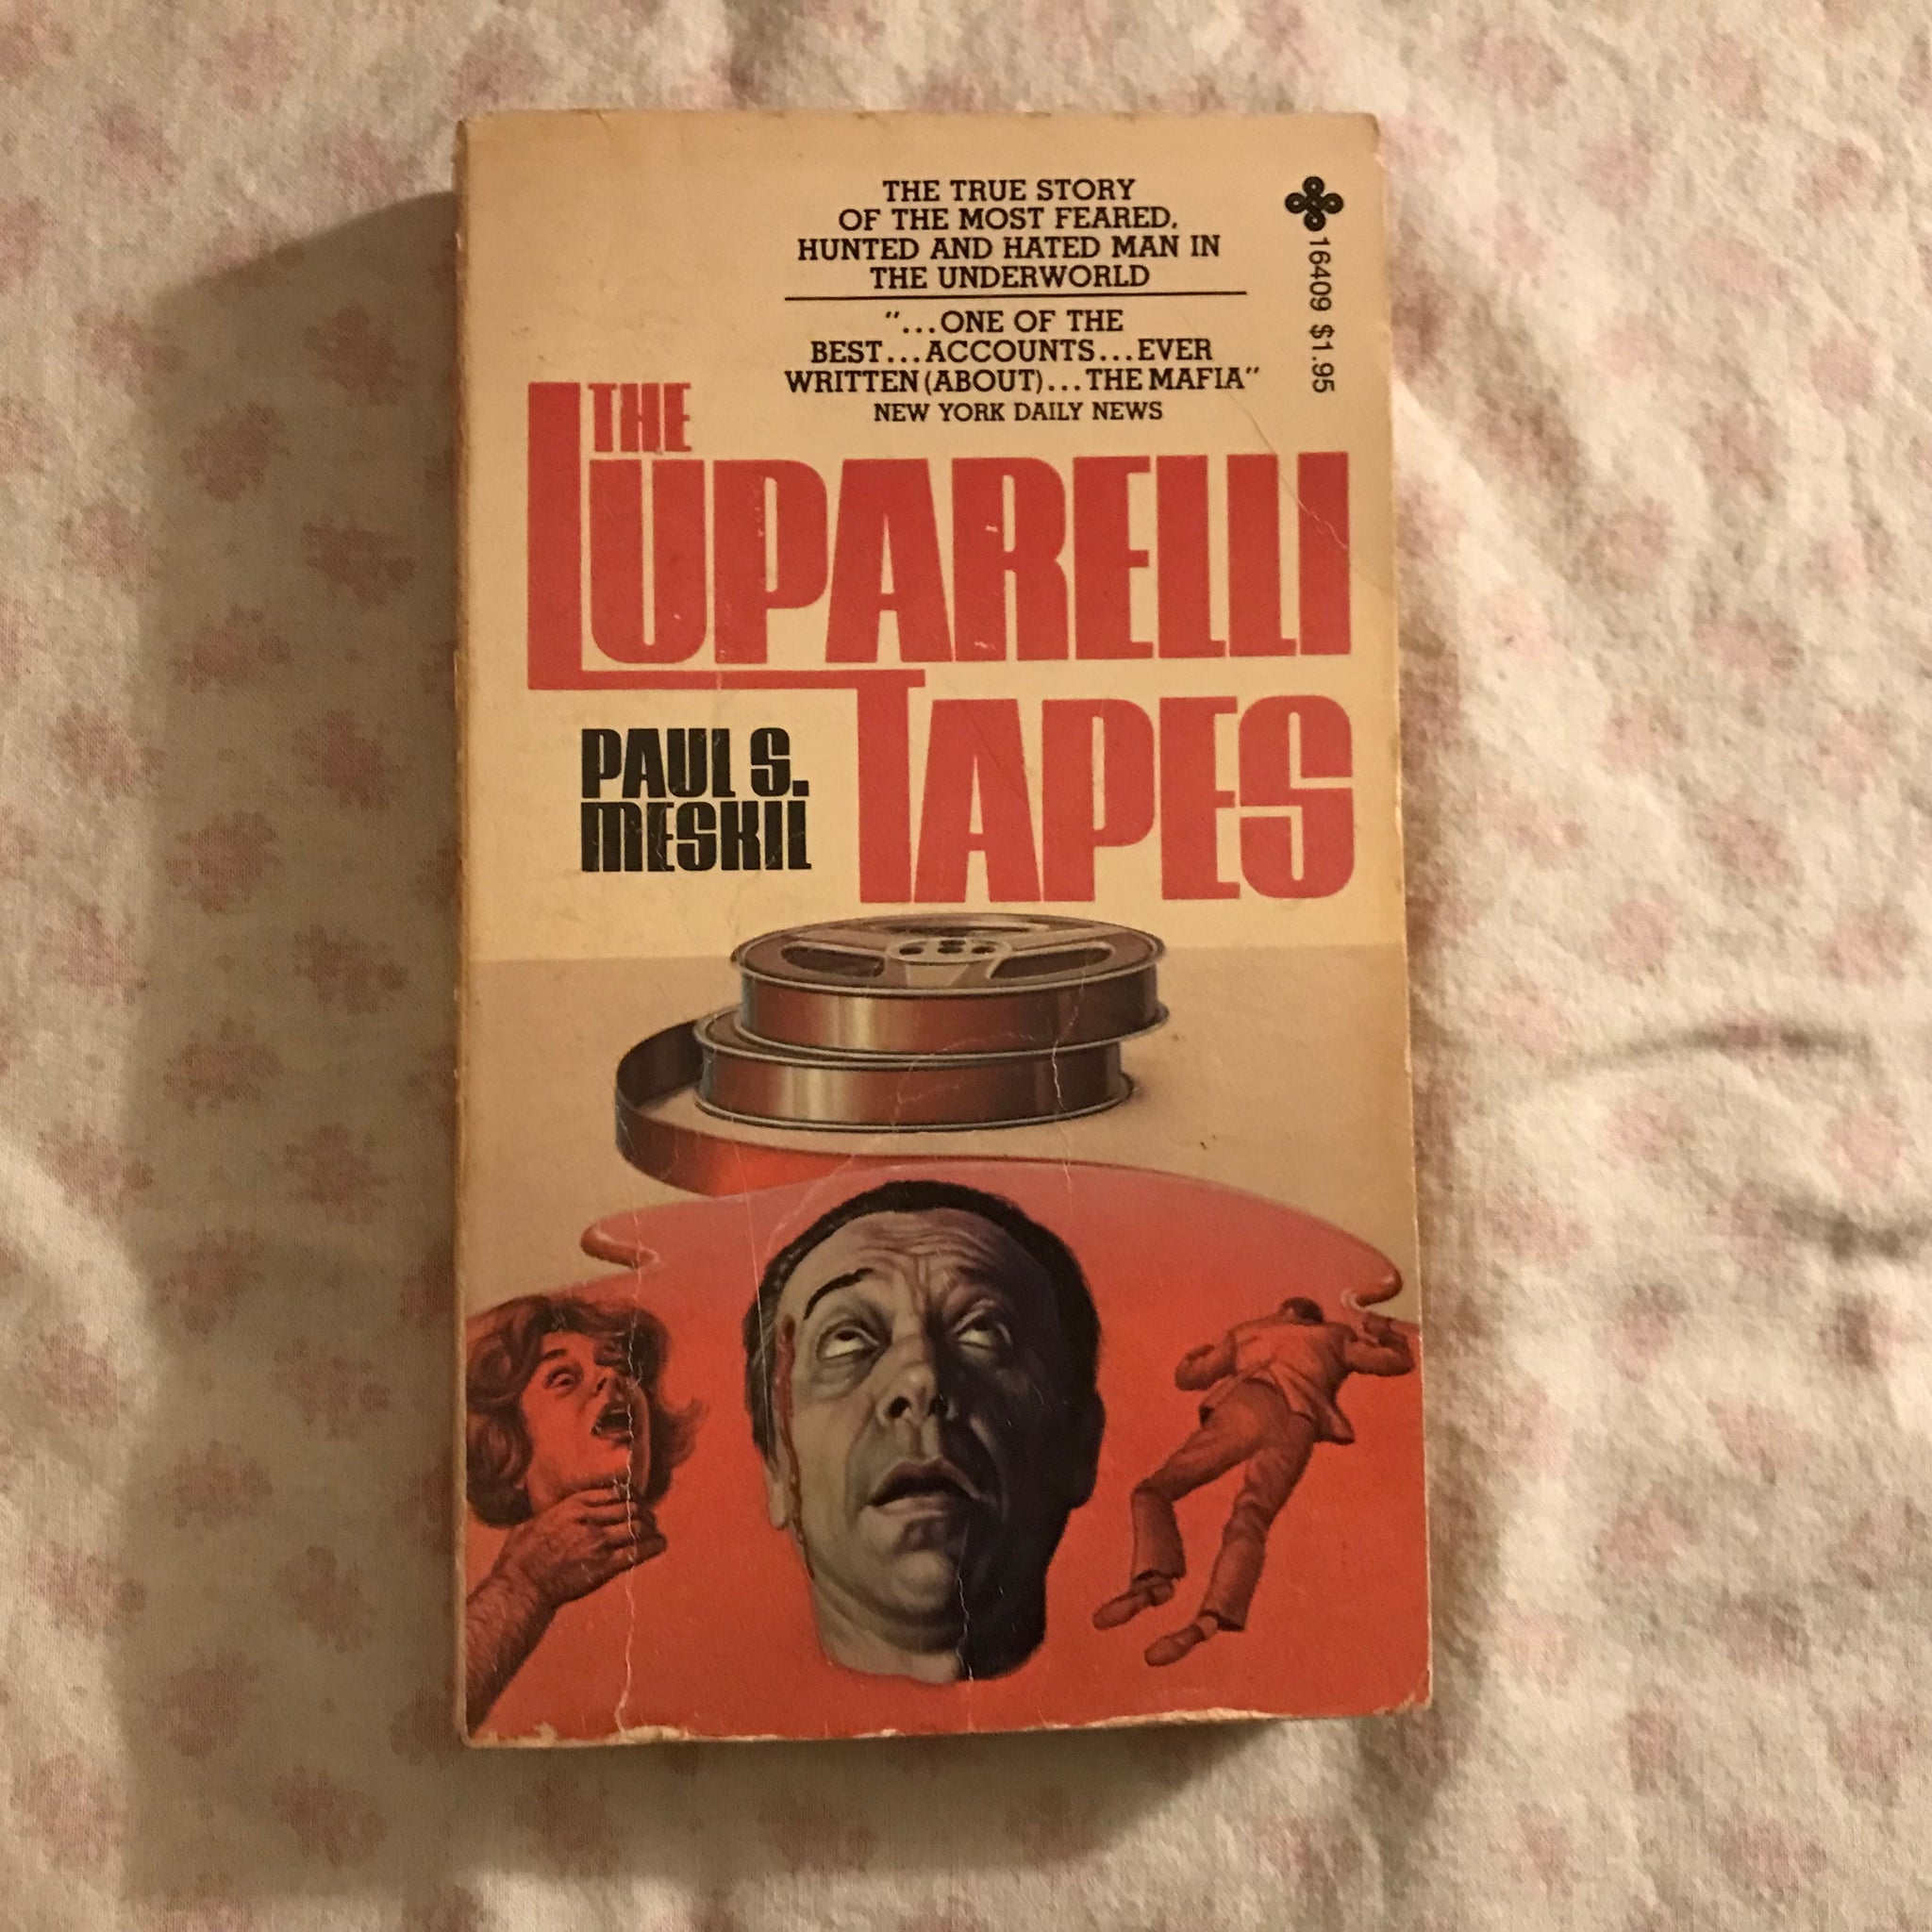 THE TRUE STORY
OF THE MOST FEARED,
HUNTED AND HATED MAN IN
THE UNDERWORLD
"...ONE OF THE
BEST...ACCOUNTS...EVER
WRITTEN (ABOUT)...THE MAFIA"
NEW YORK DAILY NEWS
16409 $1.95
THE
LUPARELLI
TAPES
PAUL S.
MESKIL